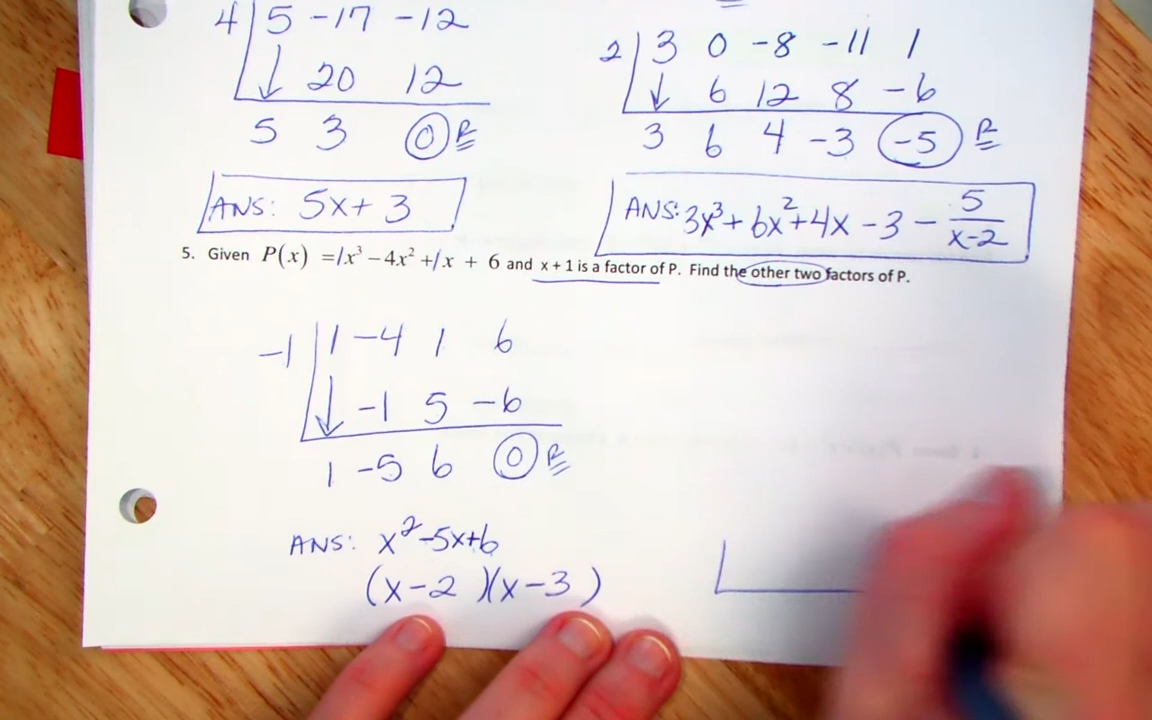 4 5 -17 -12
20 12
5 3 0 R
ANS: 5x + 3
2 3 0 -8 -11 1
6 12 8 -6
3 6 4 -3 -5 R
ANS: 3x³ + 6x² + 4x - 3 - 5/(x-2)
5. Given P(x) = 1x³ - 4x² + 1x + 6 and x + 1 is a factor of P. Find the other two factors of P.
-1 1 -4 1 6
-1 5 -6
1 -5 6 0 R
ANS: x² -5x+6
(x-2)(x-3)